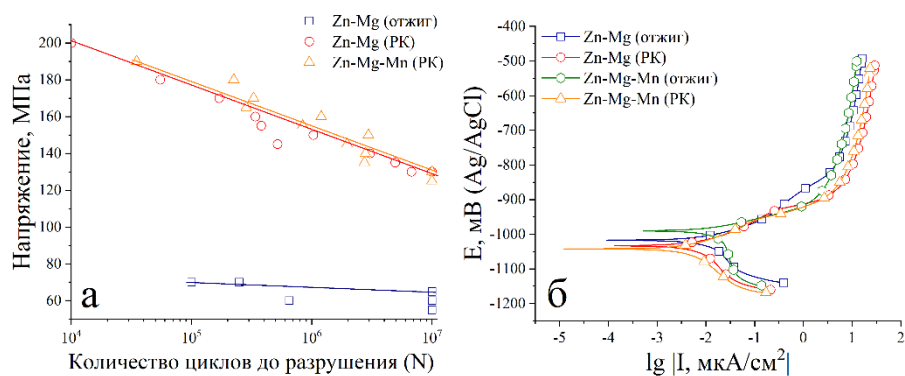 Zn-Mg (отжиг)
Zn-Mg (РК)
Zn-Mg-Mn (РК)
200
180
160
140
120
100
80
60
Напряжение, МПа
а
10^4 10^5 10^6 10^7
Количество циклов до разрушения (N)
Zn-Mg (отжиг)
Zn-Mg (РК)
Zn-Mg-Mn (отжиг)
Zn-Mg-Mn (РК)
-400
-500
-600
-700
-800
-900
-1000
-1100
-1200
E, мВ (Ag/AgCl)
б
-5 -4 -3 -2 -1 0 1 2
lg |I, мкА/см²|